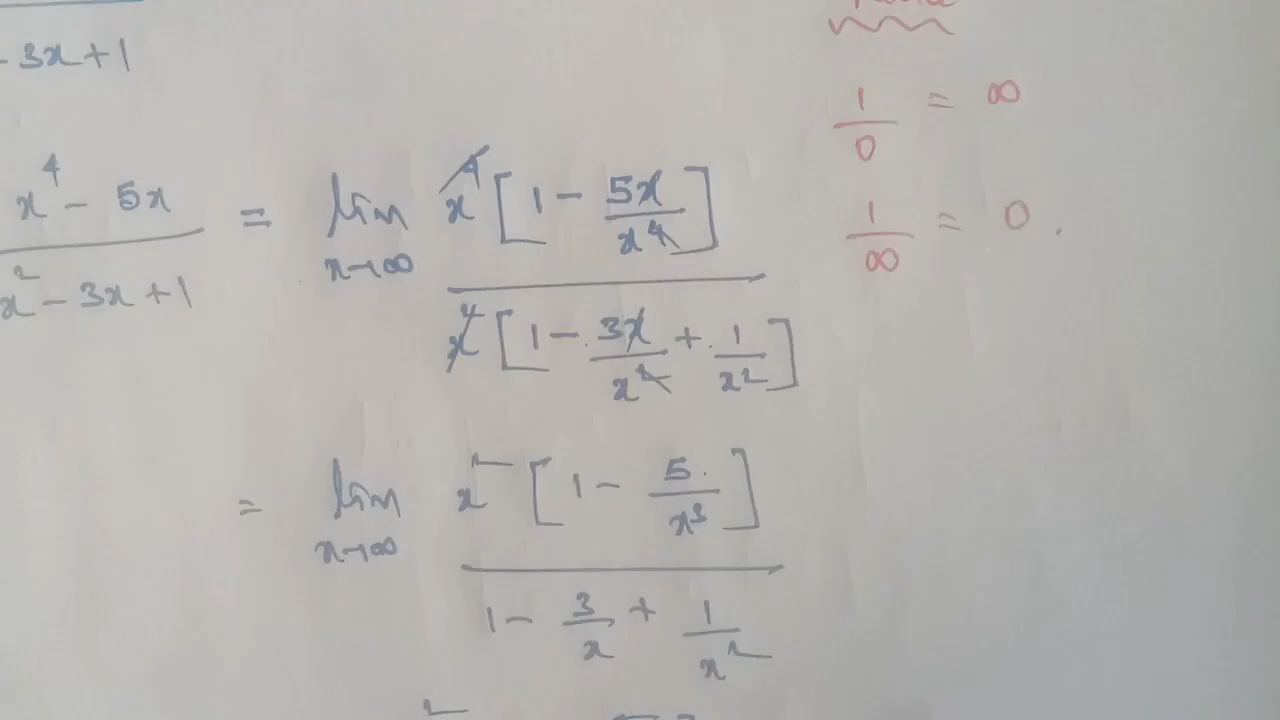 - 3x + 1
1/0 = ∞
1/∞ = 0.
x⁴ - 5x / x² - 3x + 1 = lim x→∞ x⁴ [1 - 5x/x⁴] / x² [1 - 3x/x² + 1/x²]
= lim x→∞ x² [1 - 5/x³] / 1 - 3/x + 1/x²